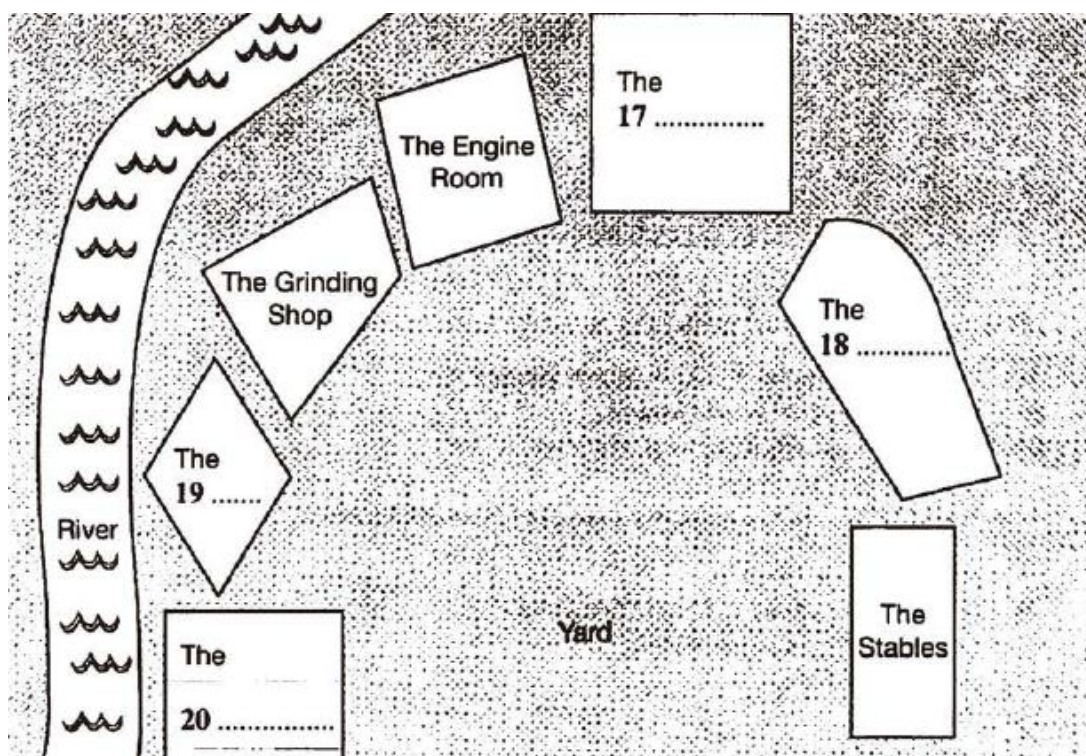 The
17 ................
The Engine
Room
The Grinding
Shop
The
18 ..............
The
19 .......
River
The
20 .................
Yard
The
Stables